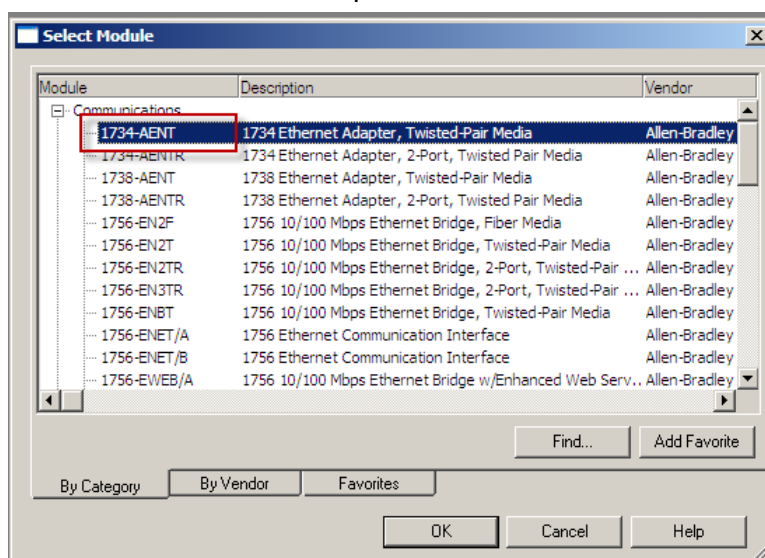 Select Module
Module Description Vendor
Communications
1734-AENT 1734 Ethernet Adapter, Twisted-Pair Media Allen-Bradley
1734-AENTR 1734 Ethernet Adapter, 2-Port, Twisted Pair Media Allen-Bradley
1738-AENT 1738 Ethernet Adapter, Twisted-Pair Media Allen-Bradley
1738-AENTR 1738 Ethernet Adapter, 2-Port, Twisted Pair Media Allen-Bradley
1756-EN2F 1756 10/100 Mbps Ethernet Bridge, Fiber Media Allen-Bradley
1756-EN2T 1756 10/100 Mbps Ethernet Bridge, Twisted-Pair Media Allen-Bradley
1756-EN2TR 1756 10/100 Mbps Ethernet Bridge, 2-Port, Twisted-Pair ... Allen-Bradley
1756-EN3TR 1756 10/100 Mbps Ethernet Bridge, 2-Port, Twisted-Pair ... Allen-Bradley
1756-ENBT 1756 10/100 Mbps Ethernet Bridge, Twisted-Pair Media Allen-Bradley
1756-ENET/A 1756 Ethernet Communication Interface Allen-Bradley
1756-ENET/B 1756 Ethernet Communication Interface Allen-Bradley
1756-EWEB/A 1756 10/100 Mbps Ethernet Bridge w/Enhanced Web Serv.. Allen-Bradley
Find... Add Favorite
By Category By Vendor Favorites
OK Cancel Help